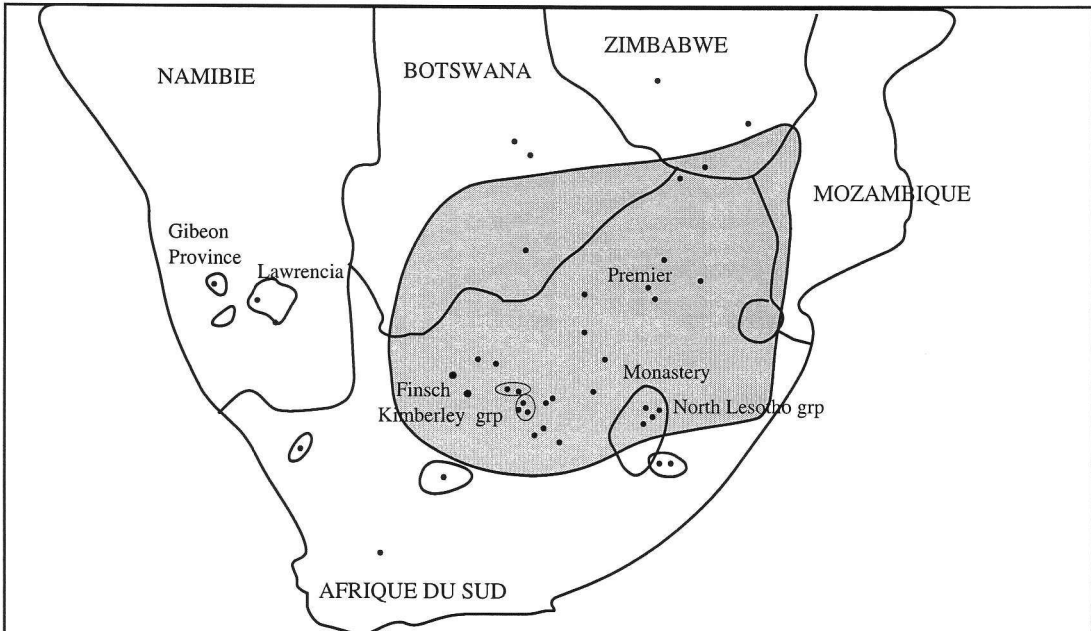 ZIMBABWE
BOTSWANA
NAMIBIE
MOZAMBIQUE
Gibeon
Province
Lawrencia
Premier
Monastery
Finsch
North Lesotho grp
Kimberley grp
AFRIQUE DU SUD